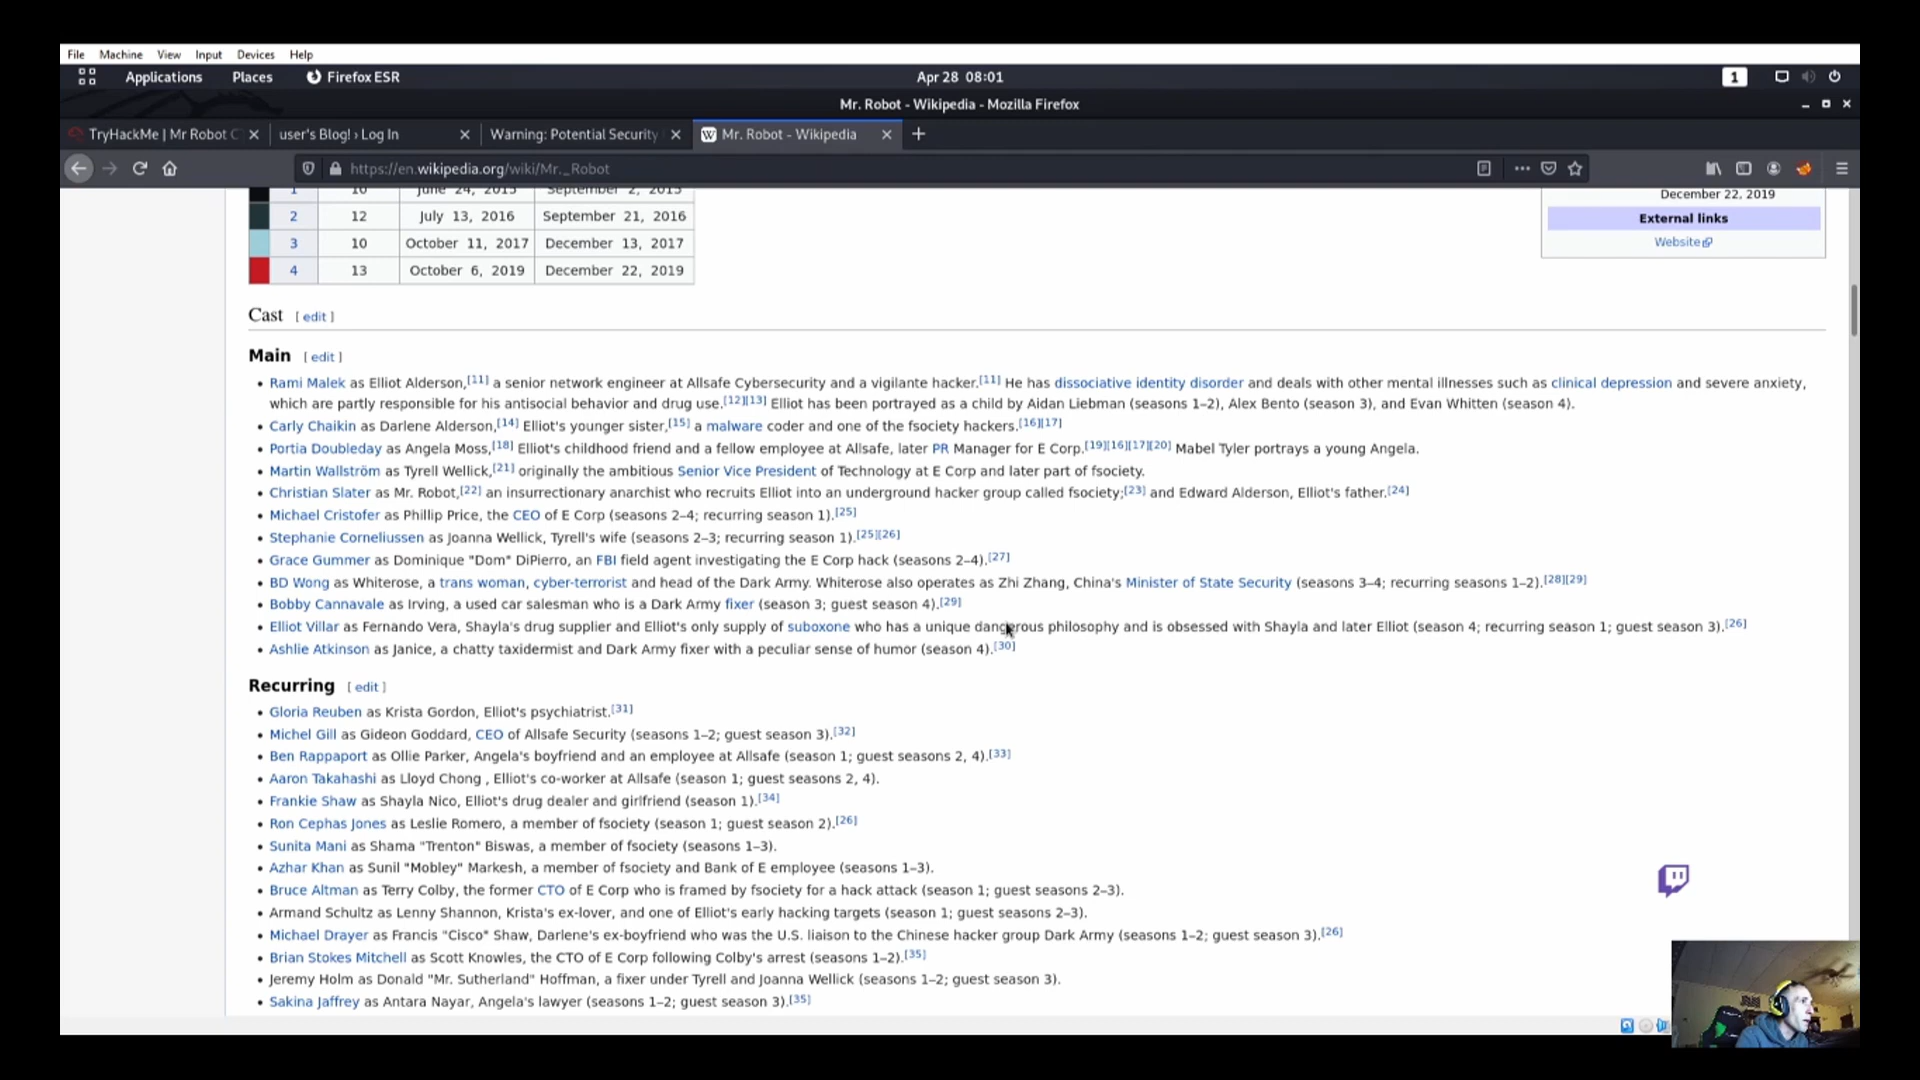 File Machine View Input Devices Help
Applications Places Firefox ESR Apr 28 08:01 1
Mr. Robot - Wikipedia - Mozilla Firefox
TryHackMe | Mr Robot C user's Blog! › Log In Warning: Potential Security Mr. Robot - Wikipedia
https://en.wikipedia.org/wiki/Mr._Robot
1 10 June 24, 2015 September 2, 2015 December 22, 2019
2 12 July 13, 2016 September 21, 2016 External links
3 10 October 11, 2017 December 13, 2017 Website
4 13 October 6, 2019 December 22, 2019
Cast [ edit ]
Main [ edit ]
• Rami Malek as Elliot Alderson,[11] a senior network engineer at Allsafe Cybersecurity and a vigilante hacker.[11] He has dissociative identity disorder and deals with other mental illnesses such as clinical depression and severe anxiety,
which are partly responsible for his antisocial behavior and drug use.[12][13] Elliot has been portrayed as a child by Aidan Liebman (seasons 1–2), Alex Bento (season 3), and Evan Whitten (season 4).
• Carly Chaikin as Darlene Alderson,[14] Elliot's younger sister,[15] a malware coder and one of the fsociety hackers.[16][17]
• Portia Doubleday as Angela Moss,[18] Elliot's childhood friend and a fellow employee at Allsafe, later PR Manager for E Corp.[19][16][17][20] Mabel Tyler portrays a young Angela.
• Martin Wallström as Tyrell Wellick,[21] originally the ambitious Senior Vice President of Technology at E Corp and later part of fsociety.
• Christian Slater as Mr. Robot,[22] an insurrectionary anarchist who recruits Elliot into an underground hacker group called fsociety;[23] and Edward Alderson, Elliot's father.[24]
• Michael Cristofer as Phillip Price, the CEO of E Corp (seasons 2–4; recurring season 1).[25]
• Stephanie Corneliussen as Joanna Wellick, Tyrell's wife (seasons 2–3; recurring season 1).[25][26]
• Grace Gummer as Dominique "Dom" DiPierro, an FBI field agent investigating the E Corp hack (seasons 2–4).[27]
• BD Wong as Whiterose, a trans woman, cyber-terrorist and head of the Dark Army. Whiterose also operates as Zhi Zhang, China's Minister of State Security (seasons 3–4; recurring seasons 1–2).[28][29]
• Bobby Cannavale as Irving, a used car salesman who is a Dark Army fixer (season 3; guest season 4).[29]
• Elliot Villar as Fernando Vera, Shayla's drug supplier and Elliot's only supply of suboxone who has a unique dangerous philosophy and is obsessed with Shayla and later Elliot (season 4; recurring season 1; guest season 3).[26]
• Ashlie Atkinson as Janice, a chatty taxidermist and Dark Army fixer with a peculiar sense of humor (season 4).[30]
Recurring [ edit ]
• Gloria Reuben as Krista Gordon, Elliot's psychiatrist.[31]
• Michel Gill as Gideon Goddard, CEO of Allsafe Security (seasons 1–2; guest season 3).[32]
• Ben Rappaport as Ollie Parker, Angela's boyfriend and an employee at Allsafe (season 1; guest seasons 2, 4).[33]
• Aaron Takahashi as Lloyd Chong , Elliot's co-worker at Allsafe (season 1; guest seasons 2, 4).
• Frankie Shaw as Shayla Nico, Elliot's drug dealer and girlfriend (season 1).[34]
• Ron Cephas Jones as Leslie Romero, a member of fsociety (season 1; guest season 2).[26]
• Sunita Mani as Shama "Trenton" Biswas, a member of fsociety (seasons 1–3).
• Azhar Khan as Sunil "Mobley" Markesh, a member of fsociety and Bank of E employee (seasons 1–3).
• Bruce Altman as Terry Colby, the former CTO of E Corp who is framed by fsociety for a hack attack (season 1; guest seasons 2–3).
• Armand Schultz as Lenny Shannon, Krista's ex-lover, and one of Elliot's early hacking targets (season 1; guest seasons 2–3).
• Michael Drayer as Francis "Cisco" Shaw, Darlene's ex-boyfriend who was the U.S. liaison to the Chinese hacker group Dark Army (seasons 1–2; guest season 3).[26]
• Brian Stokes Mitchell as Scott Knowles, the CTO of E Corp following Colby's arrest (seasons 1–2).[35]
• Jeremy Holm as Donald "Mr. Sutherland" Hoffman, a fixer under Tyrell and Joanna Wellick (seasons 1–2; guest season 3).
• Sakina Jaffrey as Antara Nayar, Angela's lawyer (seasons 1–2; guest season 3).[35]